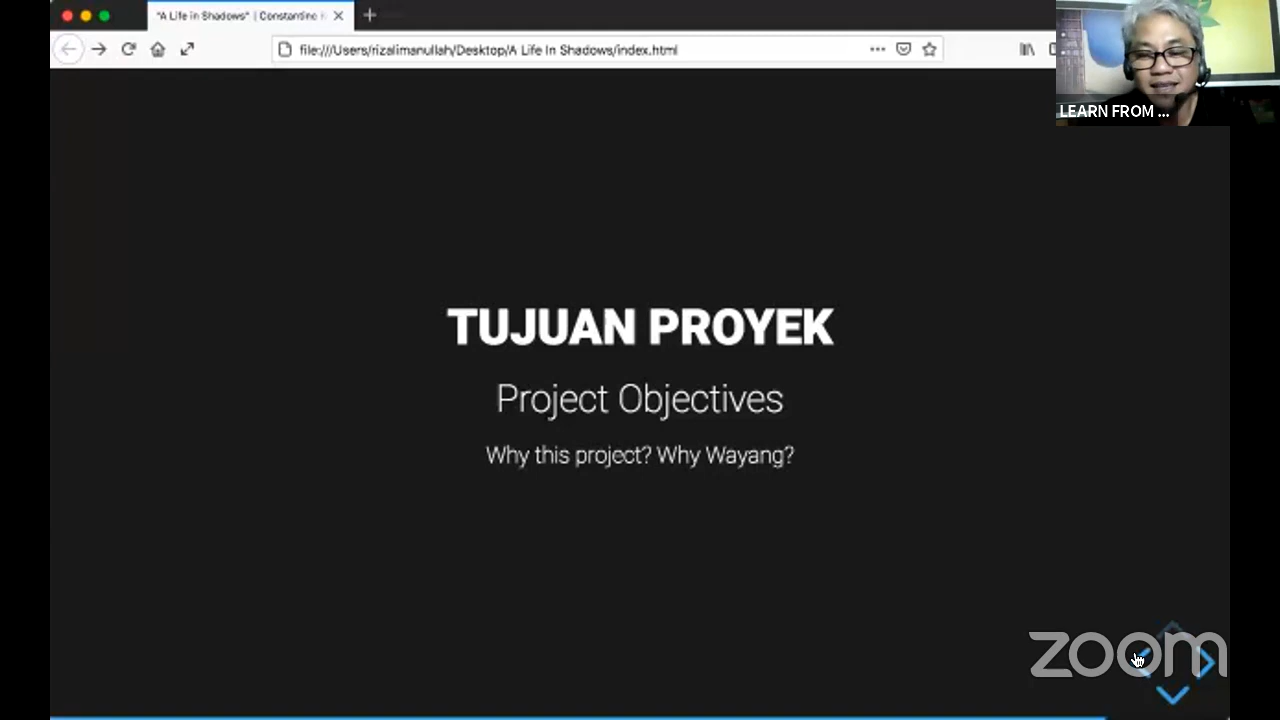 "A Life in Shadows" | Constantine
file:///Users/rizalimanullah/Desktop/A Life In Shadows/index.html
LEARN FROM ...
TUJUAN PROYEK
Project Objectives
Why this project? Why Wayang?
zoom